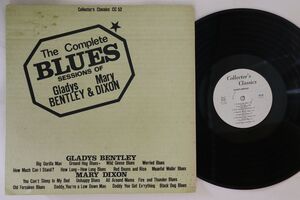 Collector's Classics CC 52
The Complete
BLUES
SESSIONS OF
Gladys Mary
BENTLEY & DIXON
GLADYS BENTLEY
Big Gorilla Man Ground Hog Blues Wild Geese Blues Worried Blues
How Much Can I Stand? How Long - How Long Blues Red Beans and Rice Moanful Wailin' Blues
MARY DIXON
You Can't Sleep In My Bed Unhappy Blues All Around Mama Fire and Thunder Blues
Old Forsaken Blues Daddy, You're a Low Down Man Daddy You Got Ev'rything Black Dog Blues
Collector's
Classics